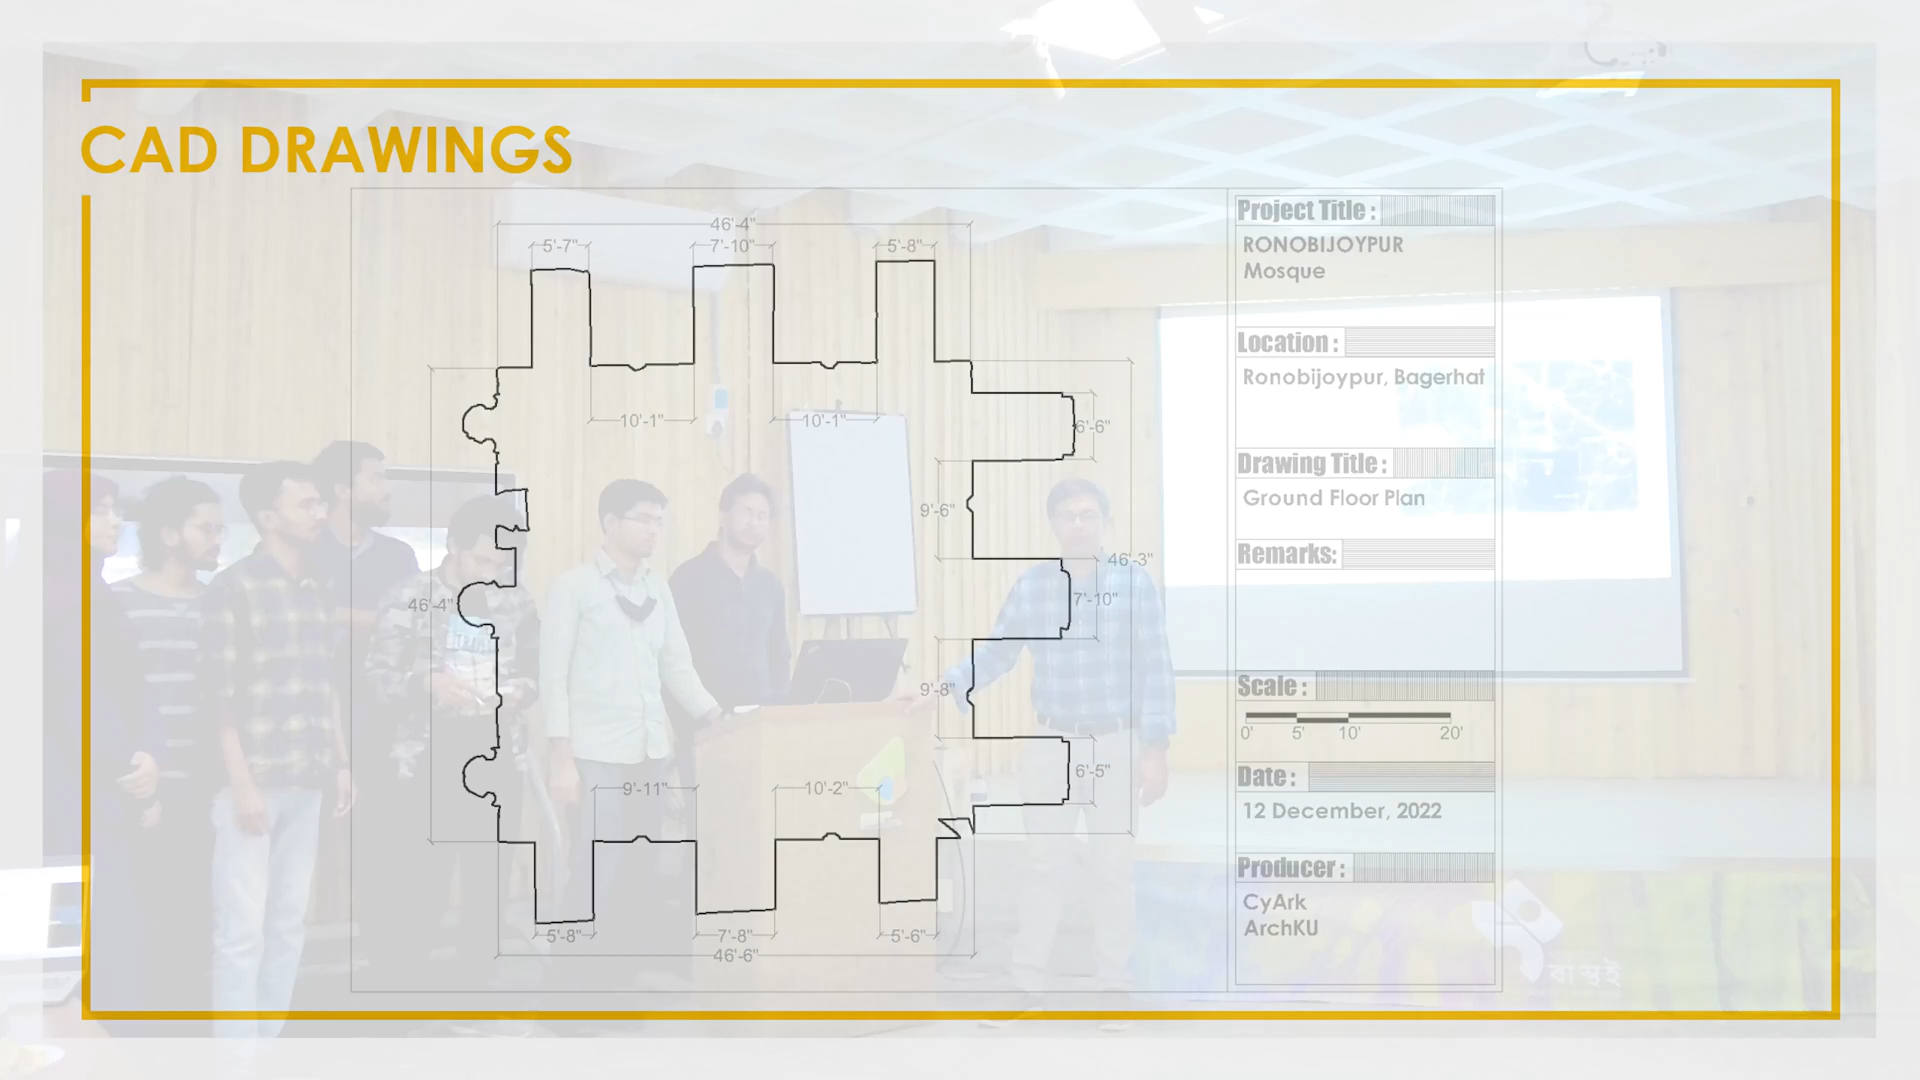 CAD DRAWINGS
46'-4"
5'-7"
7'-10"
5'-8"
10'-1"
10'-1"
6'-6"
9'-6"
46'-3"
7'-10"
46'-4"
9'-8"
6'-5"
9'-11"
10'-2"
5'-8"
7'-8"
5'-6"
46'-6"
Project Title :
RONOBIJOYPUR
Mosque
Location :
Ronobijoypur, Bagerhat
Drawing Title :
Ground Floor Plan
Remarks:
Scale :
0' 5' 10' 20'
Date :
12 December, 2022
Producer :
CyArk
ArchKU